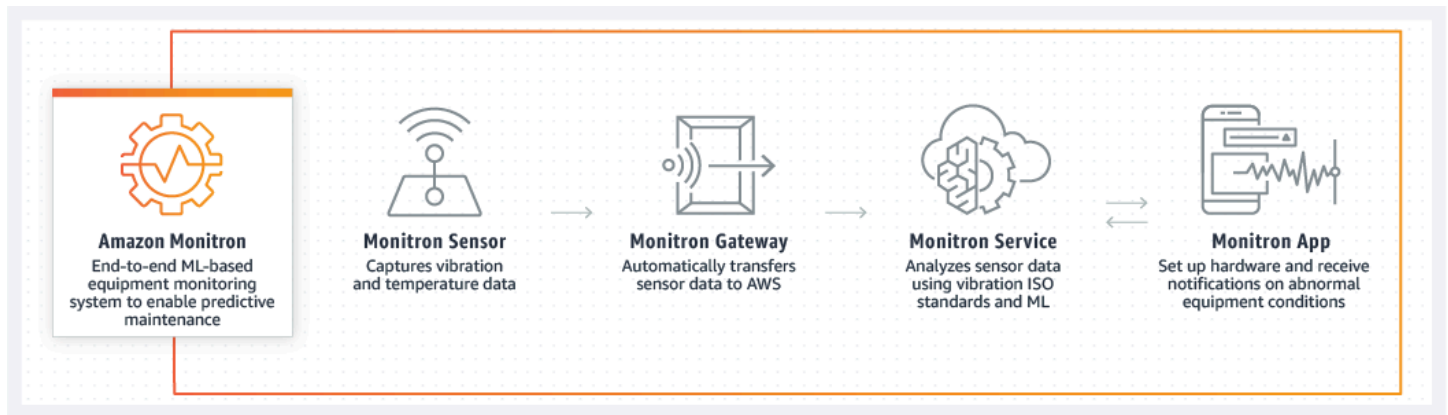 Amazon Monitron
End-to-end ML-based
equipment monitoring
system to enable predictive
maintenance
Monitron Sensor
Captures vibration
and temperature data
Monitron Gateway
Automatically transfers
sensor data to AWS
Monitron Service
Analyzes sensor data
using vibration ISO
standards and ML
Monitron App
Set up hardware and receive
notifications on abnormal
equipment conditions